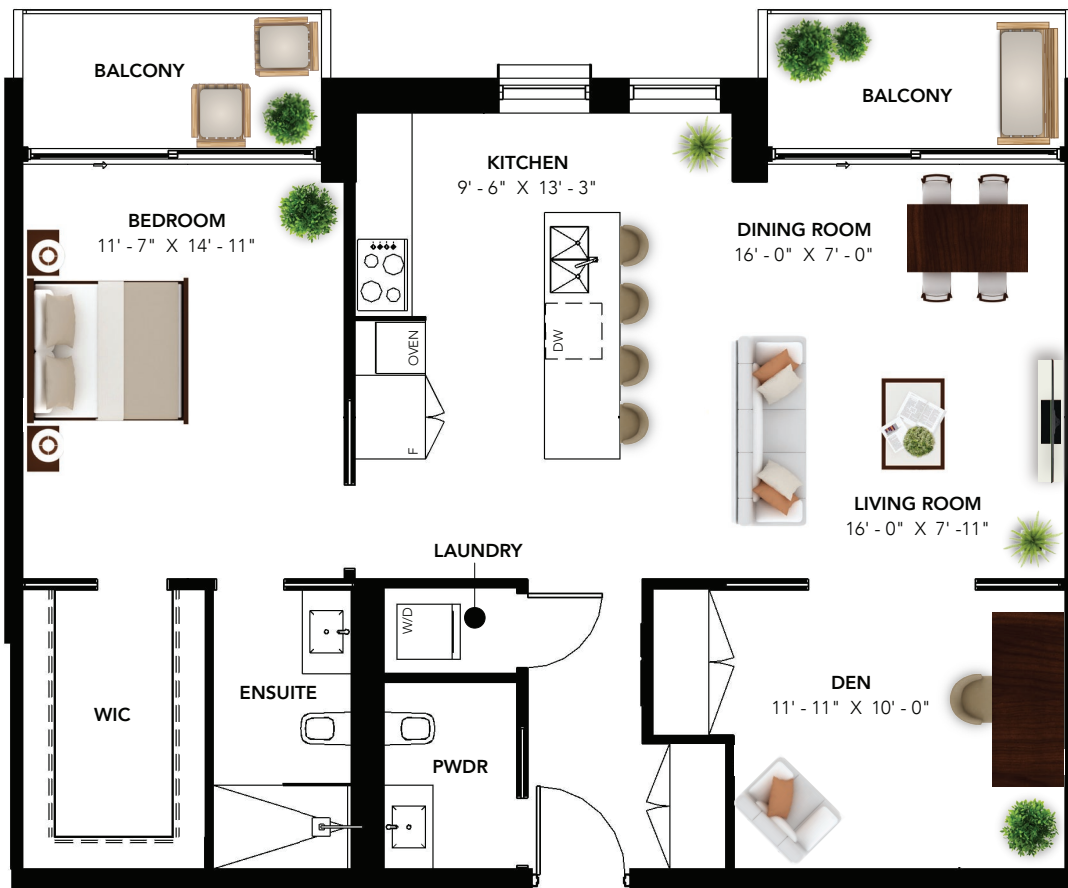 BALCONY
BALCONY
KITCHEN
9' - 6" X 13' - 3"
BEDROOM
11' - 7" X 14' - 11"
DINING ROOM
16' - 0" X 7' - 0"
OVEN
DW
F
LIVING ROOM
16' - 0" X 7' -11"
LAUNDRY
W/D
ENSUITE
DEN
11' - 11" X 10' - 0"
WIC
PWDR